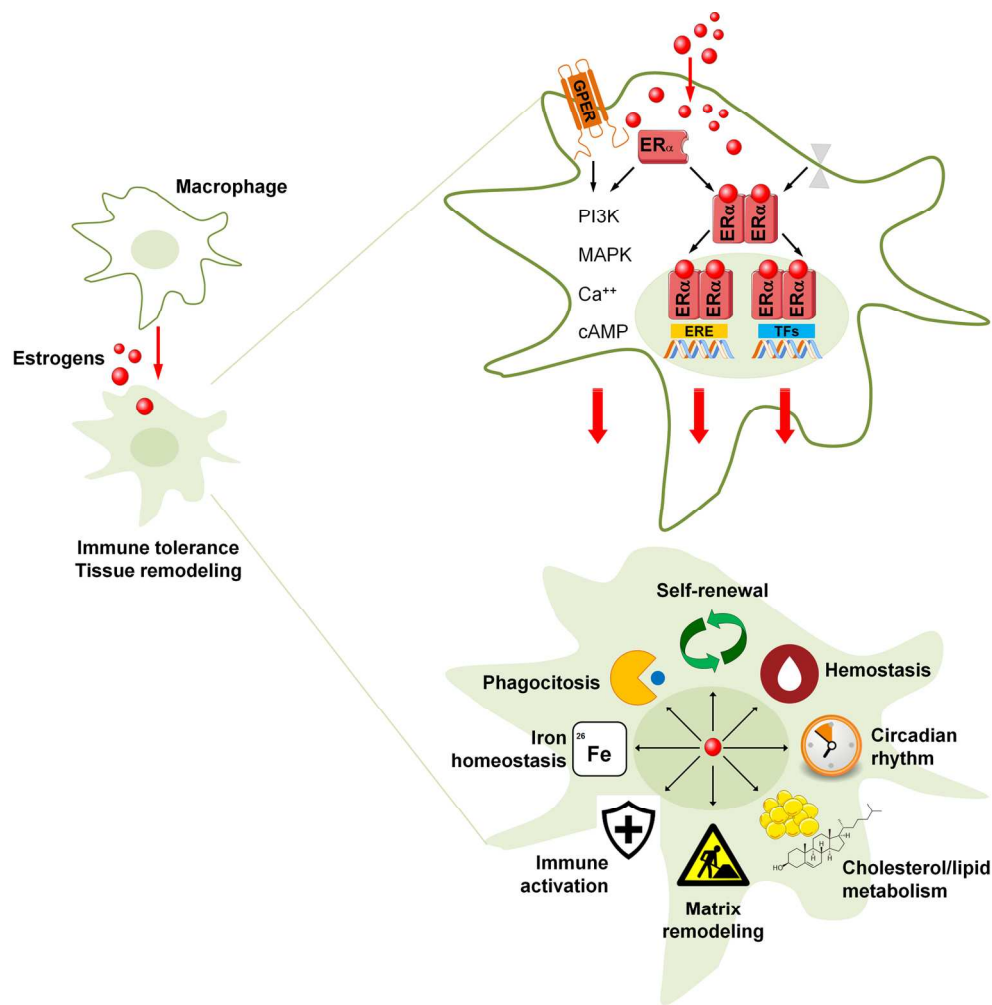 Macrophage
Estrogens
Immune tolerance
Tissue remodeling
GPER
ERα
PI3K
MAPK
Ca++
cAMP
ERα ERα
ERα ERα
ERα ERα
ERE
TFs
Self-renewal
Phagocitosis
Hemostasis
Iron
homeostasis
26
Fe
Circadian
rhythm
Immune
activation
Matrix
remodeling
HO
H
H
H
H
Cholesterol/lipid
metabolism